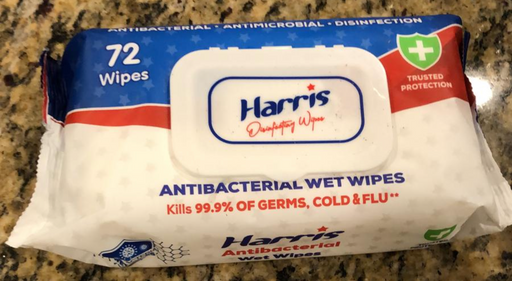 ANTIBACTERIAL • ANTIMICROBIAL • DISINFECTION
72
Wipes
TRUSTED
PROTECTION
Harris
Disinfecting Wipes
ANTIBACTERIAL WET WIPES
Kills 99.9% OF GERMS, COLD & FLU**
Harris
Antibacterial
Wet Wipes